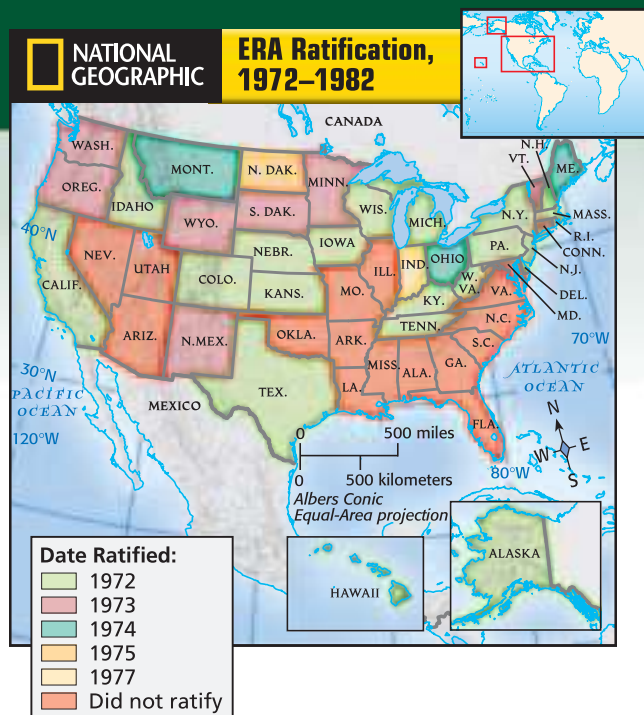 NATIONAL
GEOGRAPHIC
ERA Ratification,
1972–1982
CANADA
WASH.
OREG.
IDAHO
MONT.
WYO.
N. DAK.
S. DAK.
MINN.
WIS.
MICH.
N.H.
VT.
ME.
N.Y.
MASS.
R.I.
CONN.
N.J.
DEL.
MD.
PA.
OHIO
W.
VA.
VA.
IND.
ILL.
IOWA
NEBR.
KANS.
COLO.
UTAH
NEV.
CALIF.
ARIZ.
N.MEX.
TEX.
OKLA.
MO.
ARK.
LA.
MISS.
ALA.
GA.
FLA.
S.C.
N.C.
TENN.
KY.
40°N
30°N
120°W
70°W
80°W
PACIFIC
OCEAN
ATLANTIC
OCEAN
MEXICO
N
W
E
S
0
500 miles
0
500 kilometers
Albers Conic
Equal-Area projection
HAWAII
ALASKA
Date Ratified:
1972
1973
1974
1975
1977
Did not ratify